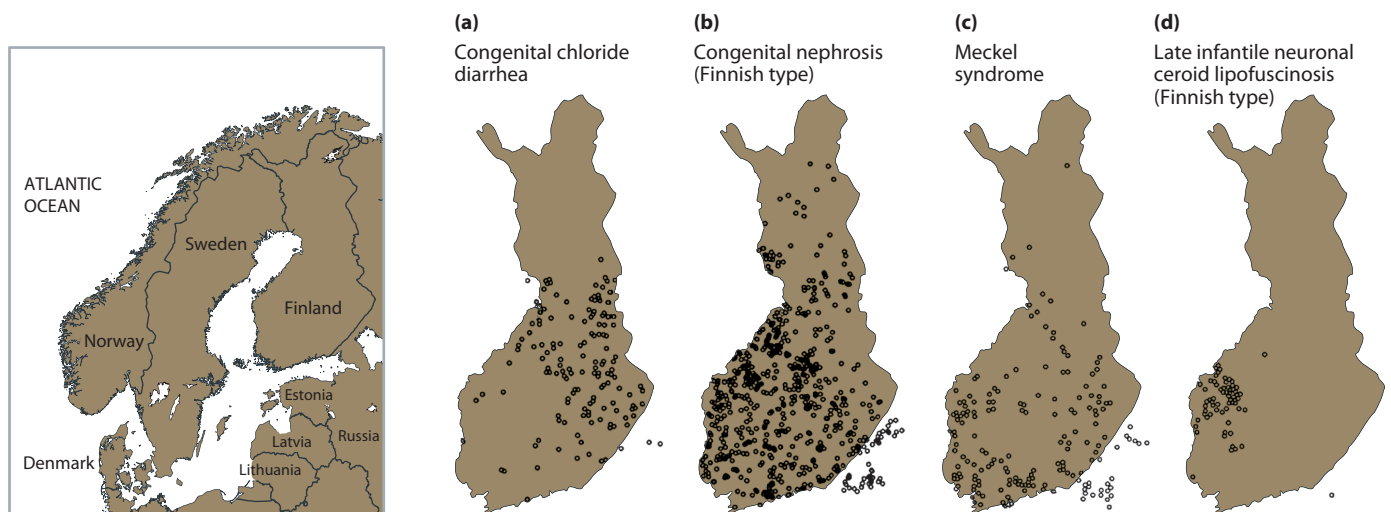 (a)
Congenital chloride
diarrhea
(b)
Congenital nephrosis
(Finnish type)
(c)
Meckel
syndrome
(d)
Late infantile neuronal
ceroid lipofuscinosis
(Finnish type)
ATLANTIC
OCEAN
Sweden
Finland
Norway
Estonia
Latvia
Russia
Denmark
Lithuania